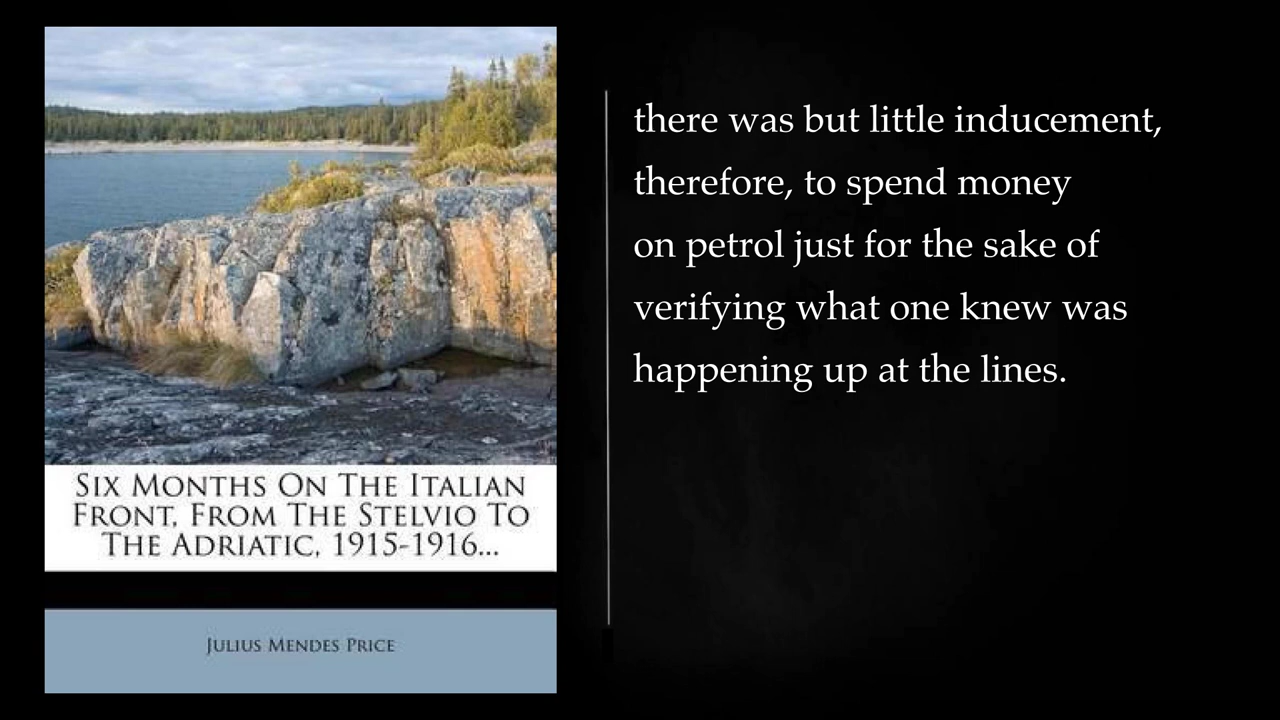 Six Months On The Italian
Front, From The Stelvio To
The Adriatic, 1915-1916...
Julius Mendes Price
there was but little inducement,
therefore, to spend money
on petrol just for the sake of
verifying what one knew was
happening up at the lines.